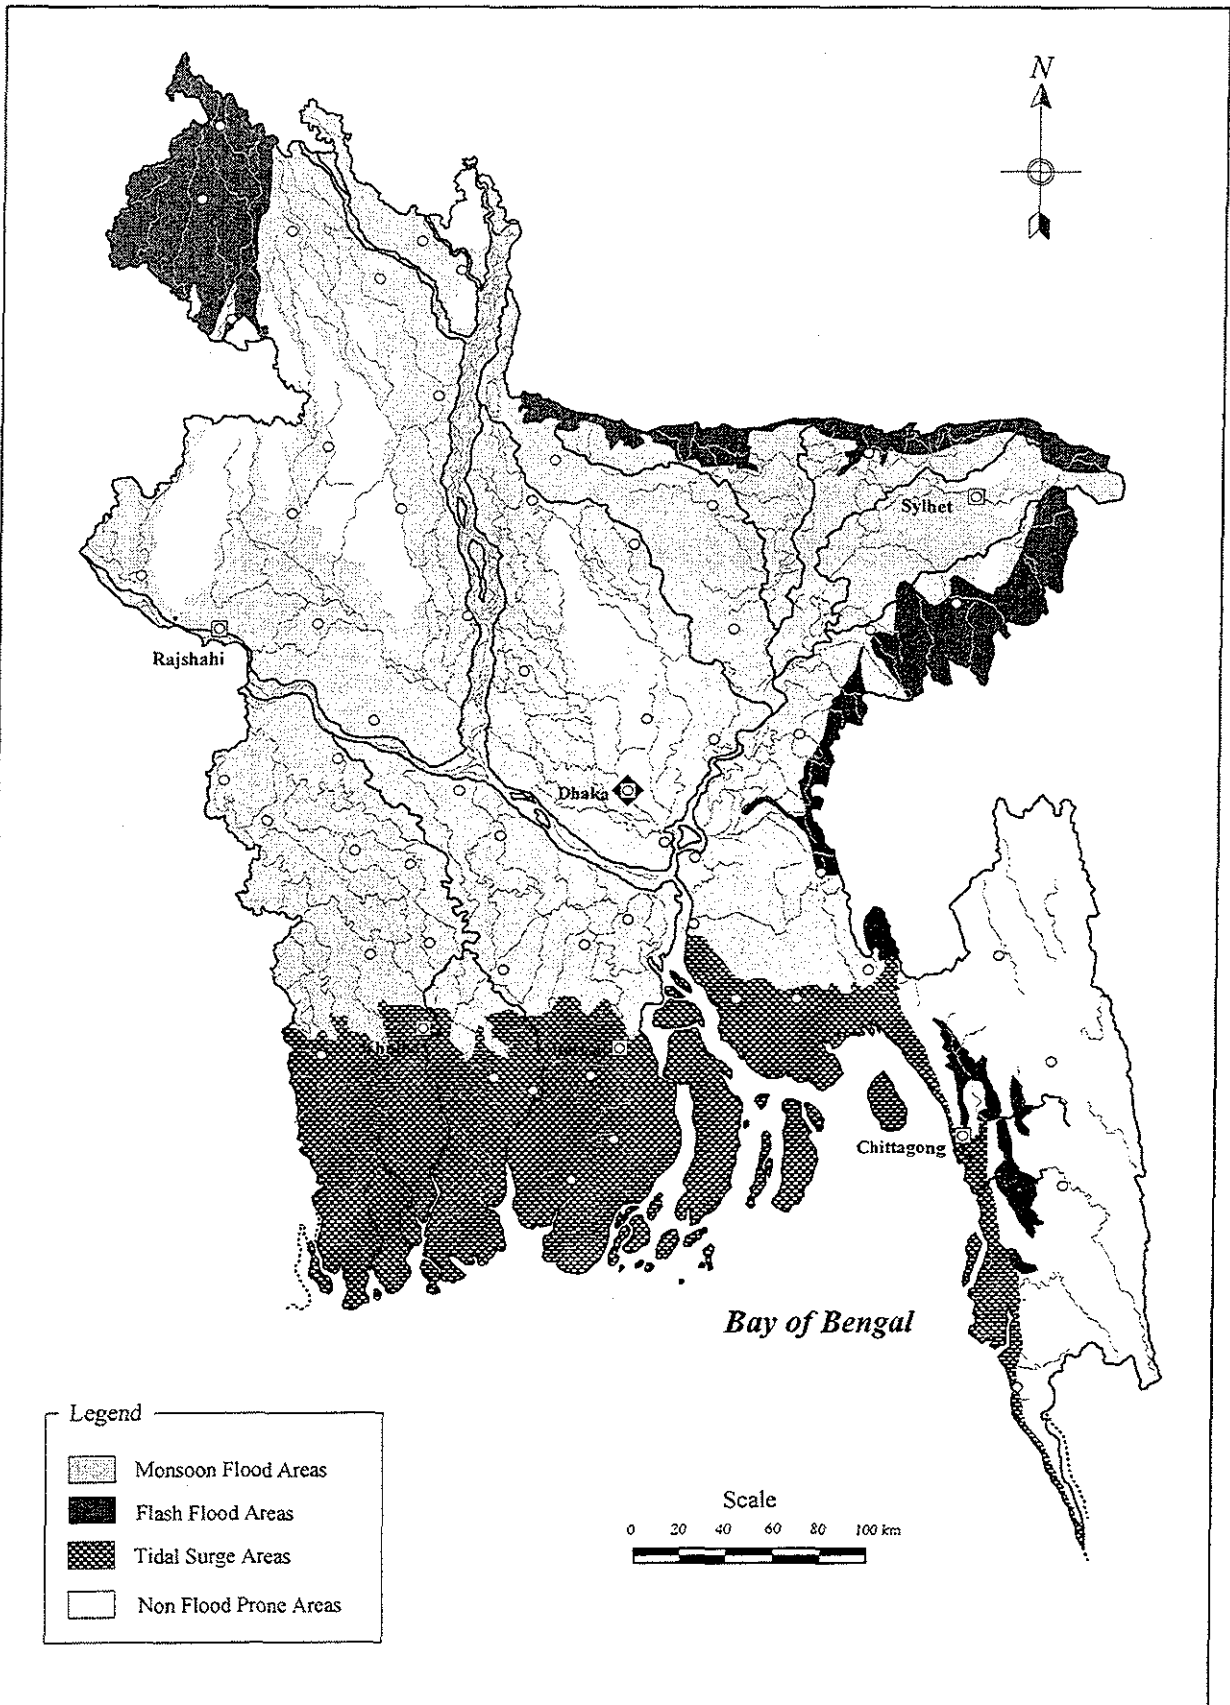 N
Sylhet
Rajshahi
Dhaka
Chittagong
Bay of Bengal
Legend
Monsoon Flood Areas
Flash Flood Areas
Tidal Surge Areas
Non Flood Prone Areas
Scale
0 20 40 60 80 100 km